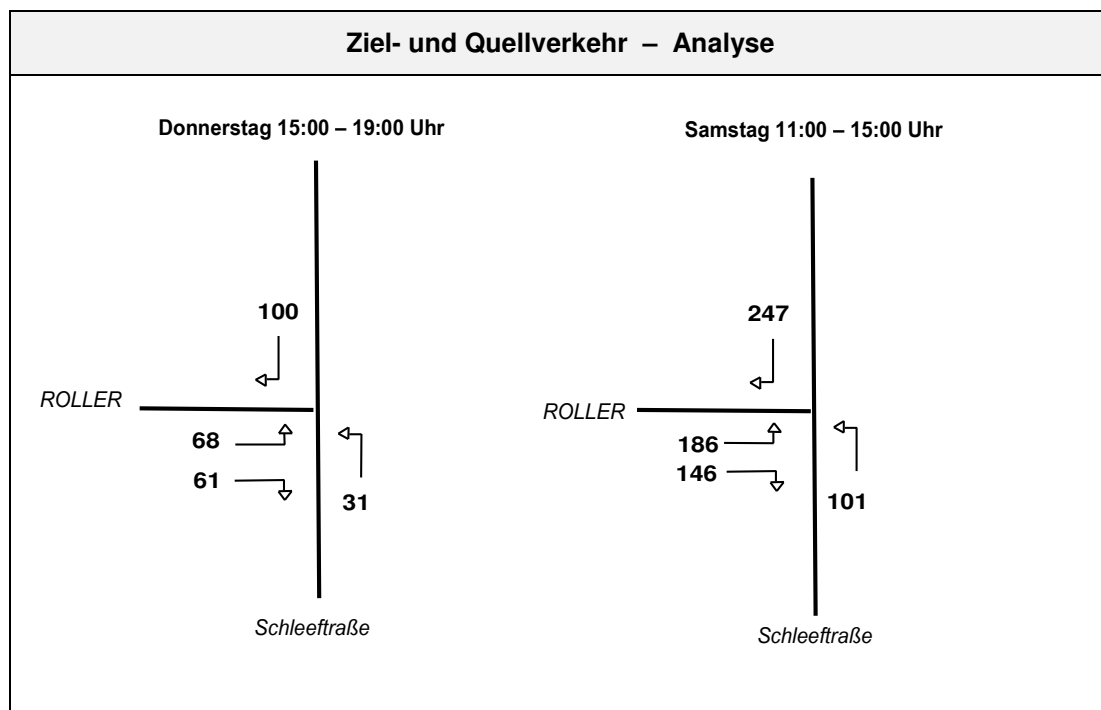 Ziel- und Quellverkehr – Analyse
Donnerstag 15:00 – 19:00 Uhr
100
ROLLER
68
61
31
Schleeftraße
Samstag 11:00 – 15:00 Uhr
247
ROLLER
186
146
101
Schleeftraße